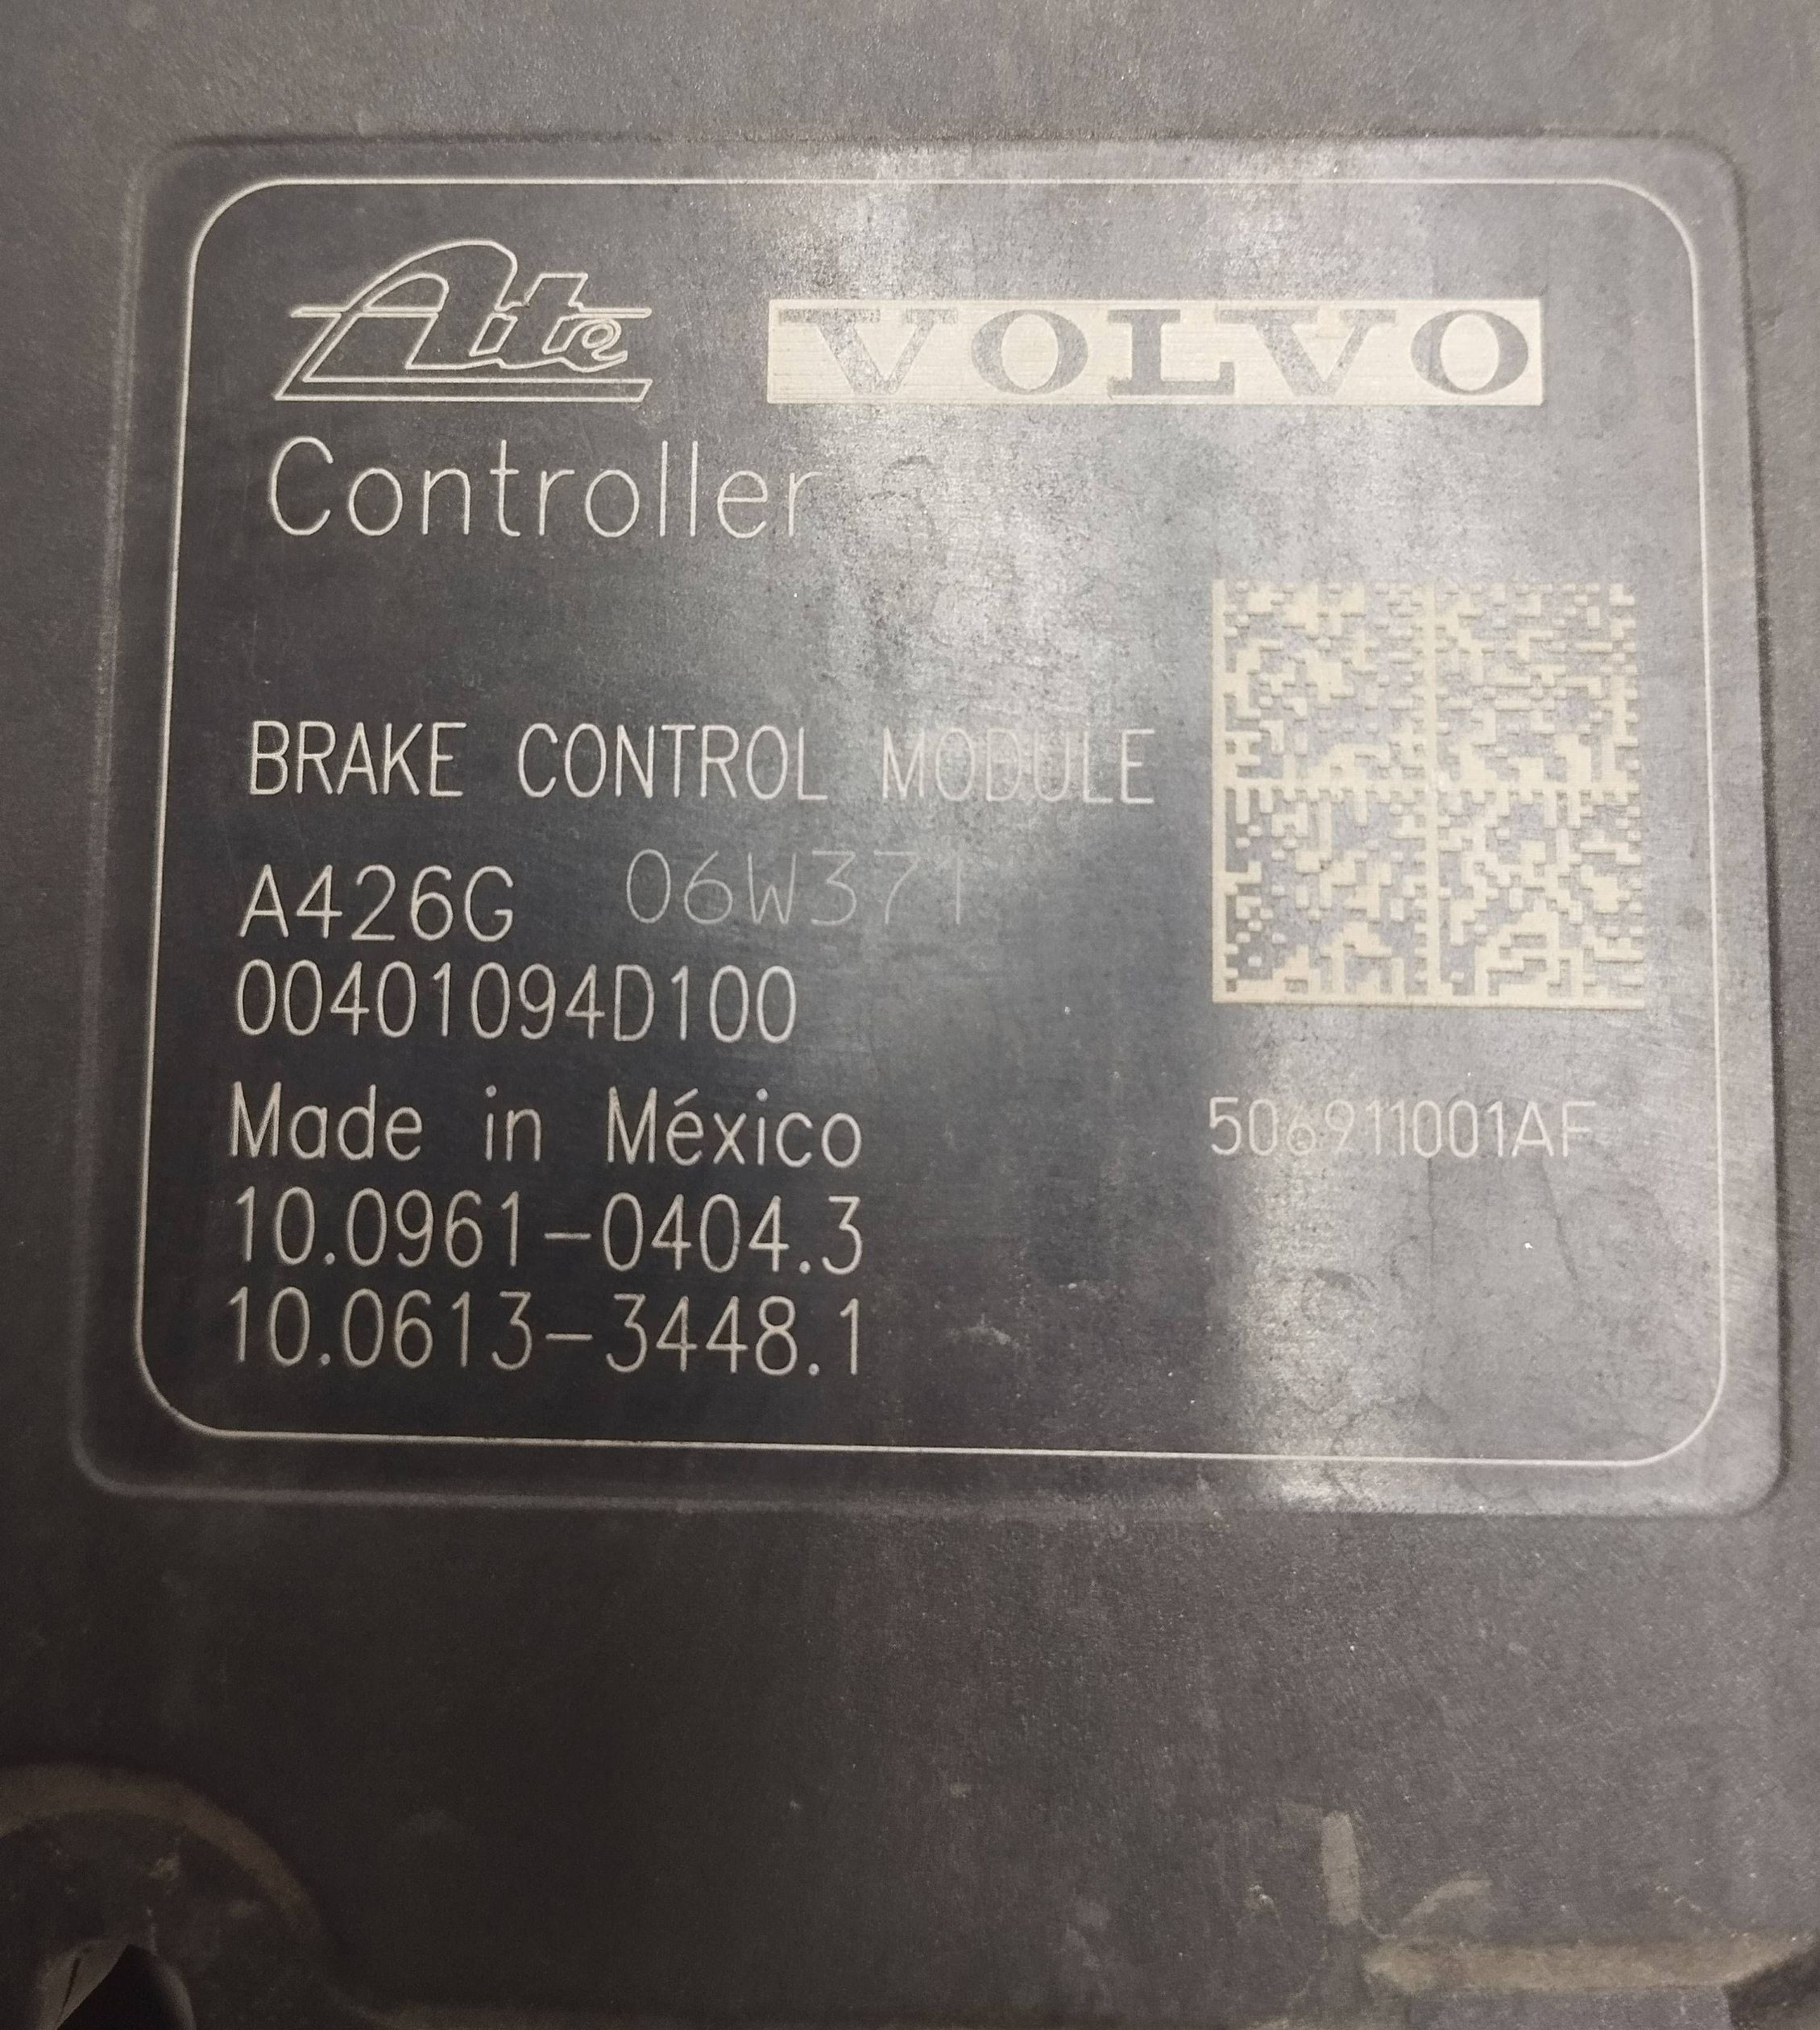 Ate VOLVO
Controller
BRAKE CONTROL MODULE
A426G 06W371
00401094D100
Made in México
506911001AF
10.0961-0404.3
10.0613-3448.1